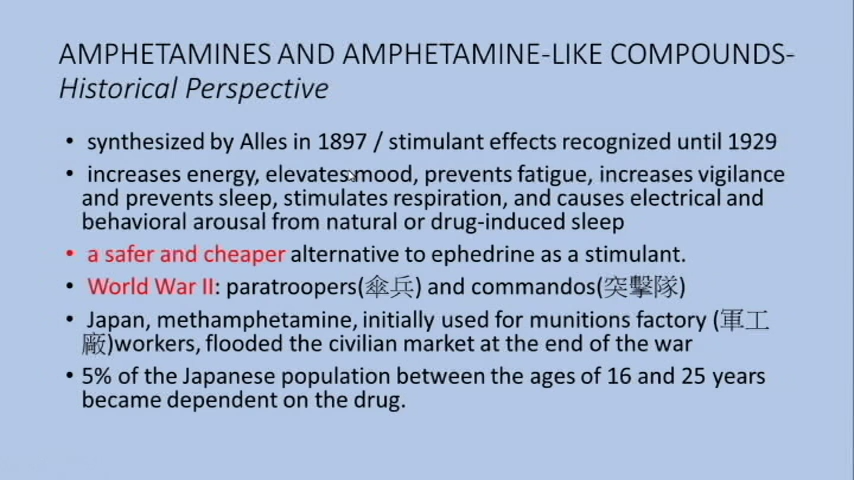 AMPHETAMINES AND AMPHETAMINE-LIKE COMPOUNDS-
Historical Perspective
• synthesized by Alles in 1897 / stimulant effects recognized until 1929
• increases energy, elevates mood, prevents fatigue, increases vigilance
and prevents sleep, stimulates respiration, and causes electrical and
behavioral arousal from natural or drug-induced sleep
• a safer and cheaper alternative to ephedrine as a stimulant.
• World War II: paratroopers(傘兵) and commandos(突擊隊)
• Japan, methamphetamine, initially used for munitions factory (軍工
廠)workers, flooded the civilian market at the end of the war
• 5% of the Japanese population between the ages of 16 and 25 years
became dependent on the drug.